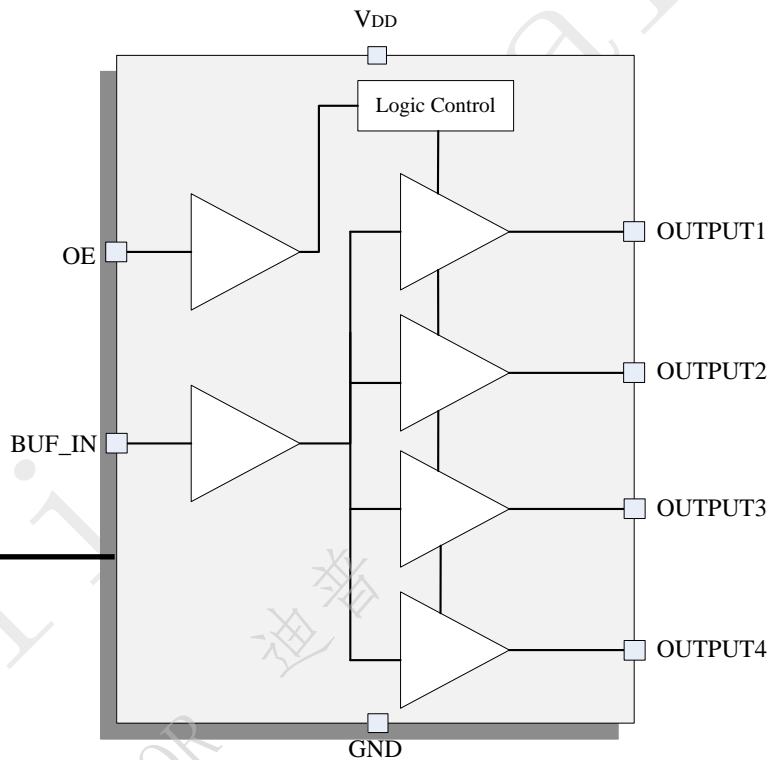 VDD
Logic Control
OE
OUTPUT1
OUTPUT2
BUF_IN
OUTPUT3
迪普
OUTPUT4
GND